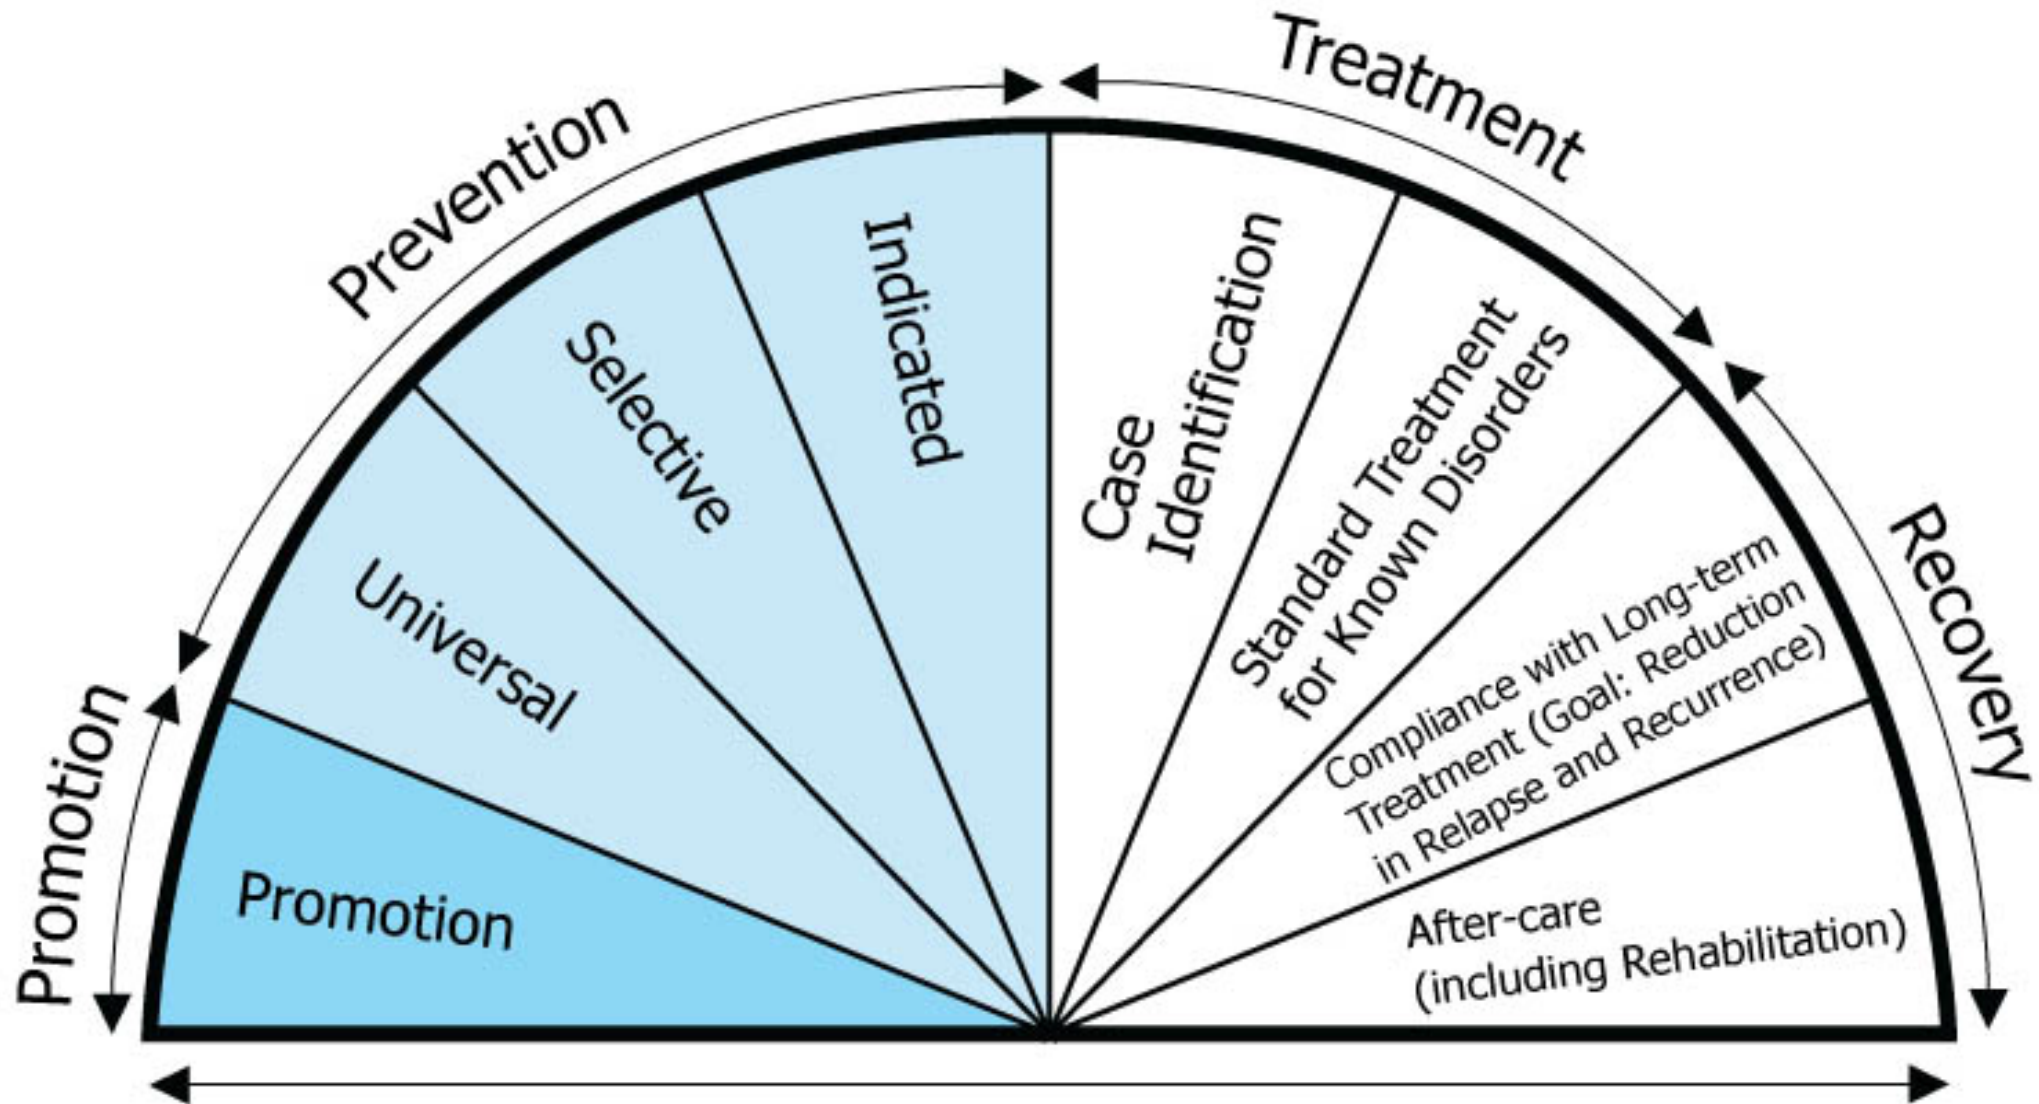 Promotion
Prevention
Treatment
Recovery
Promotion
Universal
Selective
Indicated
Case
Identification
Standard Treatment
for Known Disorders
Compliance with Long-term
Treatment (Goal: Reduction
in Relapse and Recurrence)
After-care
(including Rehabilitation)